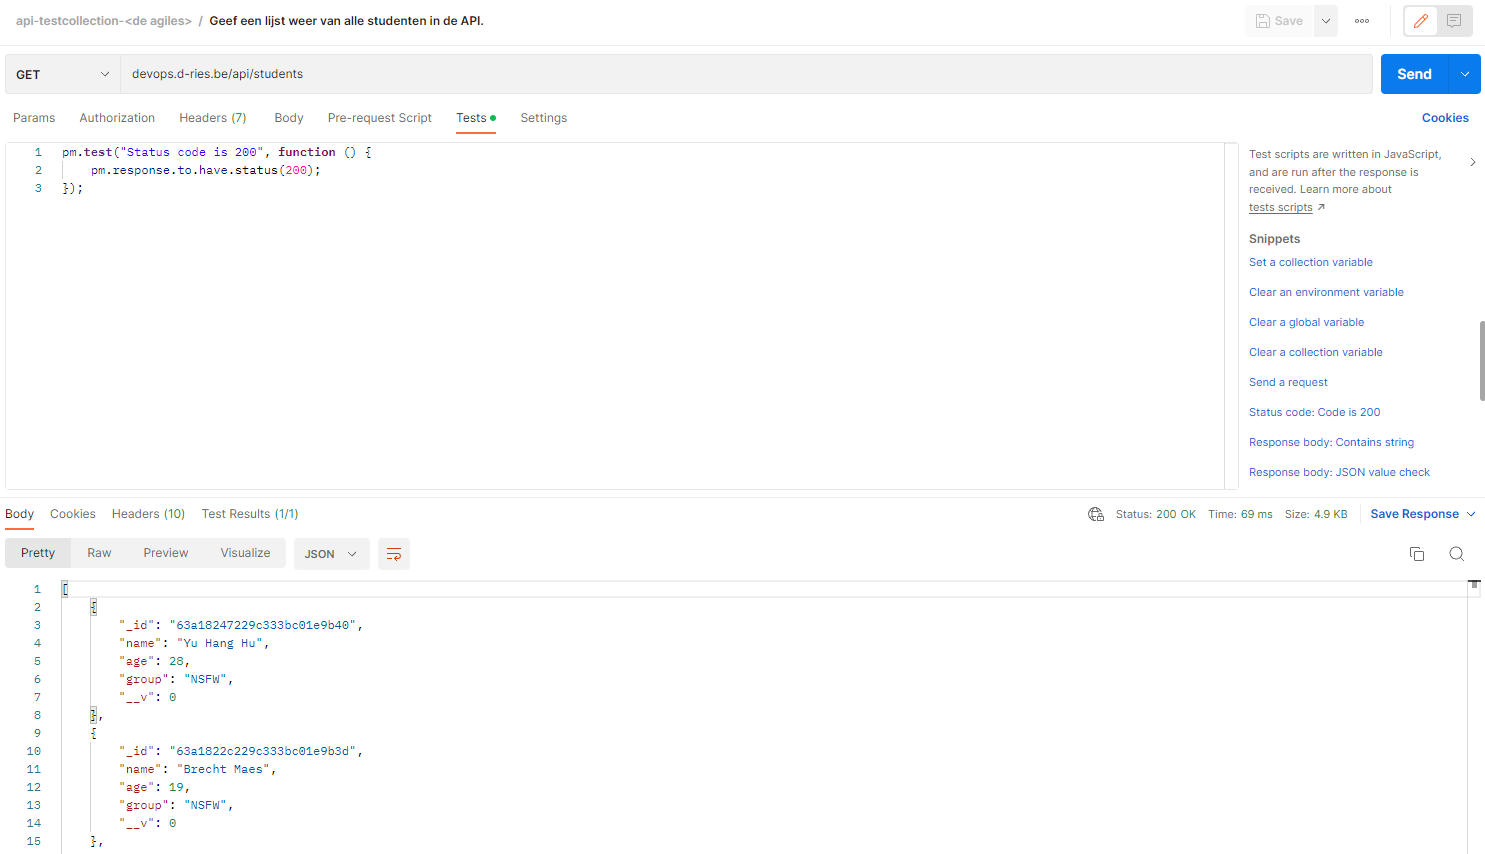 api-testcollection-<de agiles> / Geef een lijst weer van alle studenten in de API.
Save
GET
devops.d-ries.be/api/students
Send
Params Authorization Headers (7) Body Pre-request Script Tests Settings
Cookies
1 pm.test("Status code is 200", function () {
2 pm.response.to.have.status(200);
3 });
Test scripts are written in JavaScript,
and are run after the response is
received. Learn more about
tests scripts
Snippets
Set a collection variable
Clear an environment variable
Clear a global variable
Clear a collection variable
Send a request
Status code: Code is 200
Response body: Contains string
Response body: JSON value check
Body Cookies Headers (10) Test Results (1/1)
Status: 200 OK Time: 69 ms Size: 4.9 KB
Save Response
Pretty Raw Preview Visualize JSON
1 [
2 {
3 "_id": "63a18247229c333bc01e9b40",
4 "name": "Yu Hang Hu",
5 "age": 28,
6 "group": "NSFW",
7 "__v": 0
8 },
9 {
10 "_id": "63a1822c229c333bc01e9b3d",
11 "name": "Brecht Maes",
12 "age": 19,
13 "group": "NSFW",
14 "__v": 0
15 },